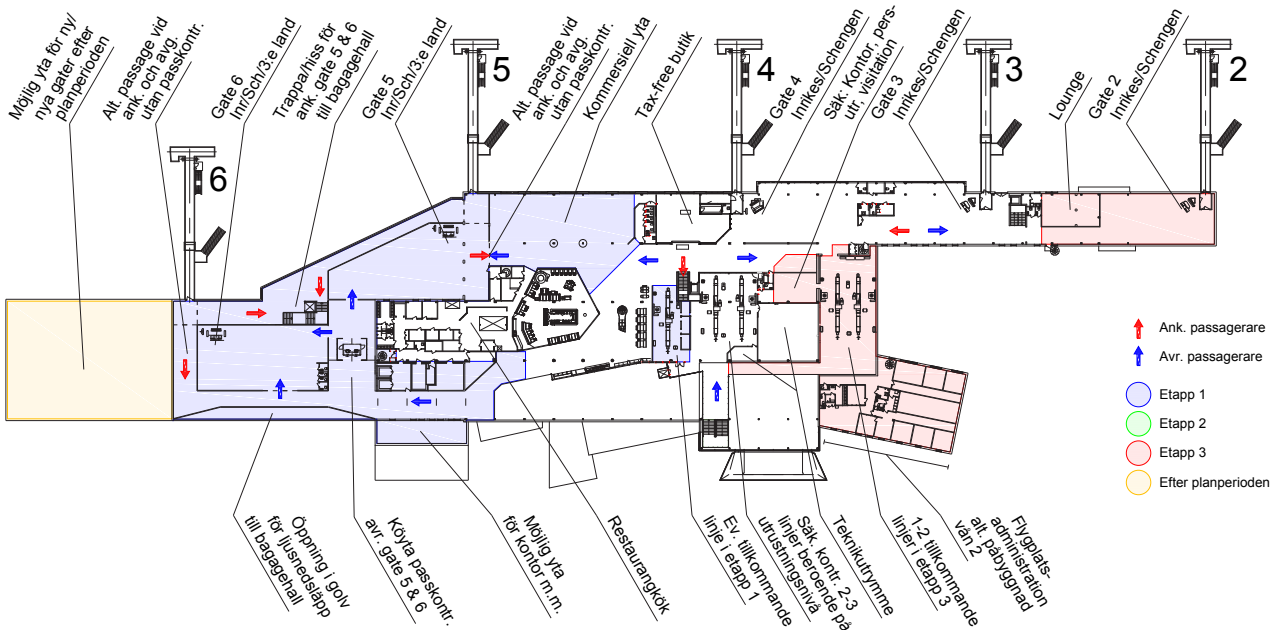 Möjlig yta för ny/
nya gater efter
planperioden
Alt. passage vid
ank. och avg.
utan passkontr.
Gate 6
Inr/Sch/3:e land
Trappa/hiss för
ank. gate 5 & 6
till bagagehall
Gate 5
Inr/Sch/3:e land
Alt. passage vid
ank. och avg.
utan passkontr.
Kommersiell yta
Tax-free butik
Gate 4
Inrikes/Schengen
Säk: Kontor, pers-
utr, visitation
Gate 3
Inrikes/Schengen
Lounge
Gate 2
Inrikes/Schengen
5
4
3
2
6
Ank. passagerare
Avr. passagerare
Etapp 1
Etapp 2
Etapp 3
Efter planperioden
Öppning i golv
för ljusnedsläpp
till bagagehall
Köyta passkontr.
avr. gate 5 & 6
Möjlig yta
för kontor m.m.
Restaurangkök
Ev. tillkommande
linje i etapp 1
Säk. kontr. 2-3
linjer beroende på
utrustningsnivå
Teknikutrymme
1-2 tillkommande
linjer i etapp 3
Flygplats-
administration
alt. påbyggnad
vån 2